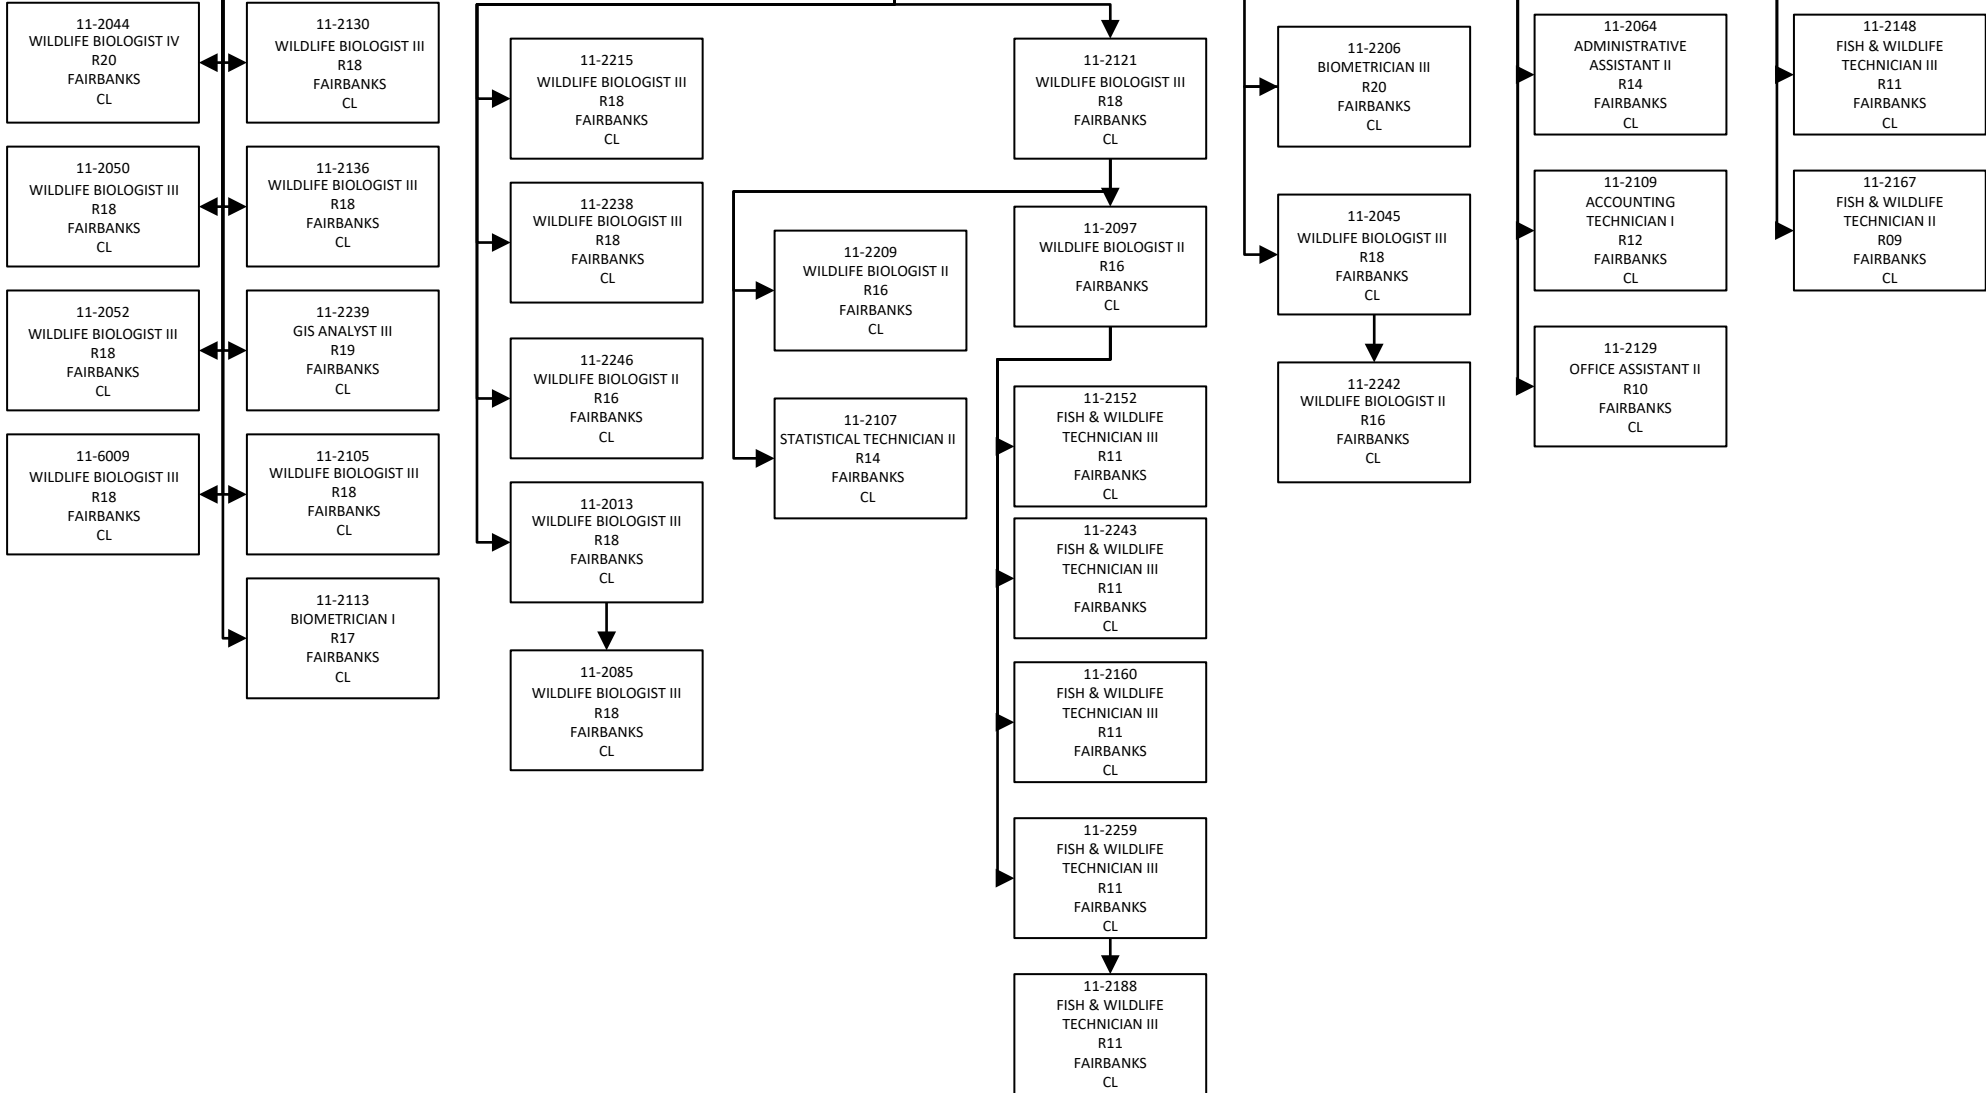 11-2044
WILDLIFE BIOLOGIST IV
R20
FAIRBANKS
CL
11-2050
WILDLIFE BIOLOGIST III
R18
FAIRBANKS
CL
11-2052
WILDLIFE BIOLOGIST III
R18
FAIRBANKS
CL
11-6009
WILDLIFE BIOLOGIST III
R18
FAIRBANKS
CL
11-2130
WILDLIFE BIOLOGIST III
R18
FAIRBANKS
CL
11-2136
WILDLIFE BIOLOGIST III
R18
FAIRBANKS
CL
11-2239
GIS ANALYST III
R19
FAIRBANKS
CL
11-2105
WILDLIFE BIOLOGIST III
R18
FAIRBANKS
CL
11-2113
BIOMETRICIAN I
R17
FAIRBANKS
CL
11-2215
WILDLIFE BIOLOGIST III
R18
FAIRBANKS
CL
11-2238
WILDLIFE BIOLOGIST III
R18
FAIRBANKS
CL
11-2246
WILDLIFE BIOLOGIST II
R16
FAIRBANKS
CL
11-2013
WILDLIFE BIOLOGIST III
R18
FAIRBANKS
CL
11-2085
WILDLIFE BIOLOGIST III
R18
FAIRBANKS
CL
11-2209
WILDLIFE BIOLOGIST II
R16
FAIRBANKS
CL
11-2107
STATISTICAL TECHNICIAN II
R14
FAIRBANKS
CL
11-2121
WILDLIFE BIOLOGIST III
R18
FAIRBANKS
CL
11-2097
WILDLIFE BIOLOGIST II
R16
FAIRBANKS
CL
11-2152
FISH & WILDLIFE
TECHNICIAN III
R11
FAIRBANKS
CL
11-2243
FISH & WILDLIFE
TECHNICIAN III
R11
FAIRBANKS
CL
11-2160
FISH & WILDLIFE
TECHNICIAN III
R11
FAIRBANKS
CL
11-2259
FISH & WILDLIFE
TECHNICIAN III
R11
FAIRBANKS
CL
11-2188
FISH & WILDLIFE
TECHNICIAN III
R11
FAIRBANKS
CL
11-2206
BIOMETRICIAN III
R20
FAIRBANKS
CL
11-2045
WILDLIFE BIOLOGIST III
R18
FAIRBANKS
CL
11-2242
WILDLIFE BIOLOGIST II
R16
FAIRBANKS
CL
11-2064
ADMINISTRATIVE
ASSISTANT II
R14
FAIRBANKS
CL
11-2109
ACCOUNTING
TECHNICIAN I
R12
FAIRBANKS
CL
11-2129
OFFICE ASSISTANT II
R10
FAIRBANKS
CL
11-2148
FISH & WILDLIFE
TECHNICIAN III
R11
FAIRBANKS
CL
11-2167
FISH & WILDLIFE
TECHNICIAN II
R09
FAIRBANKS
CL